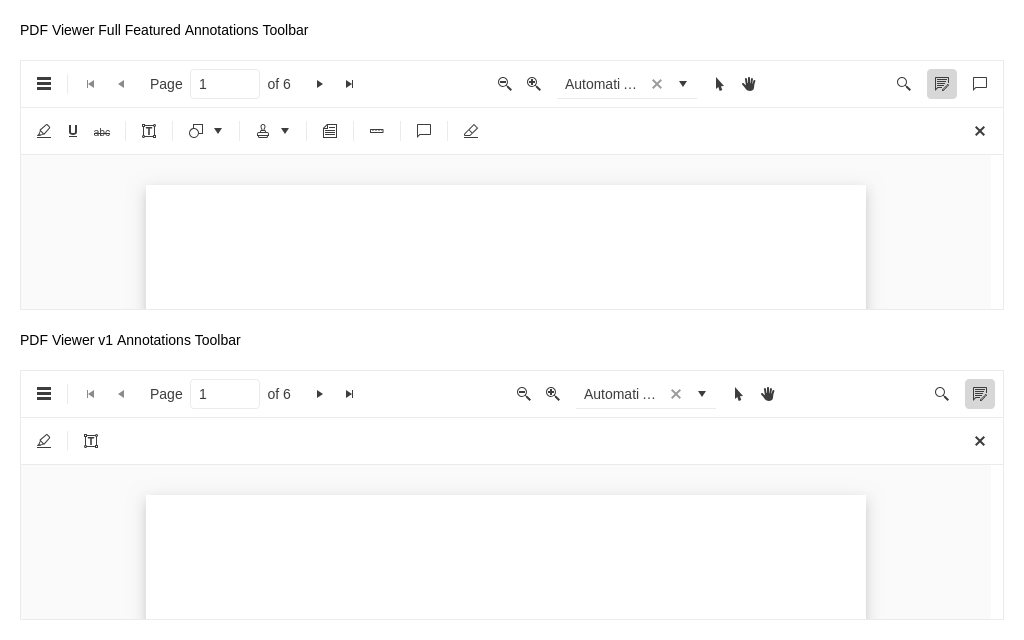 PDF Viewer Full Featured Annotations Toolbar
Page 1 of 6 Automati ...
U abc T
PDF Viewer v1 Annotations Toolbar
Page 1 of 6 Automati ...
T